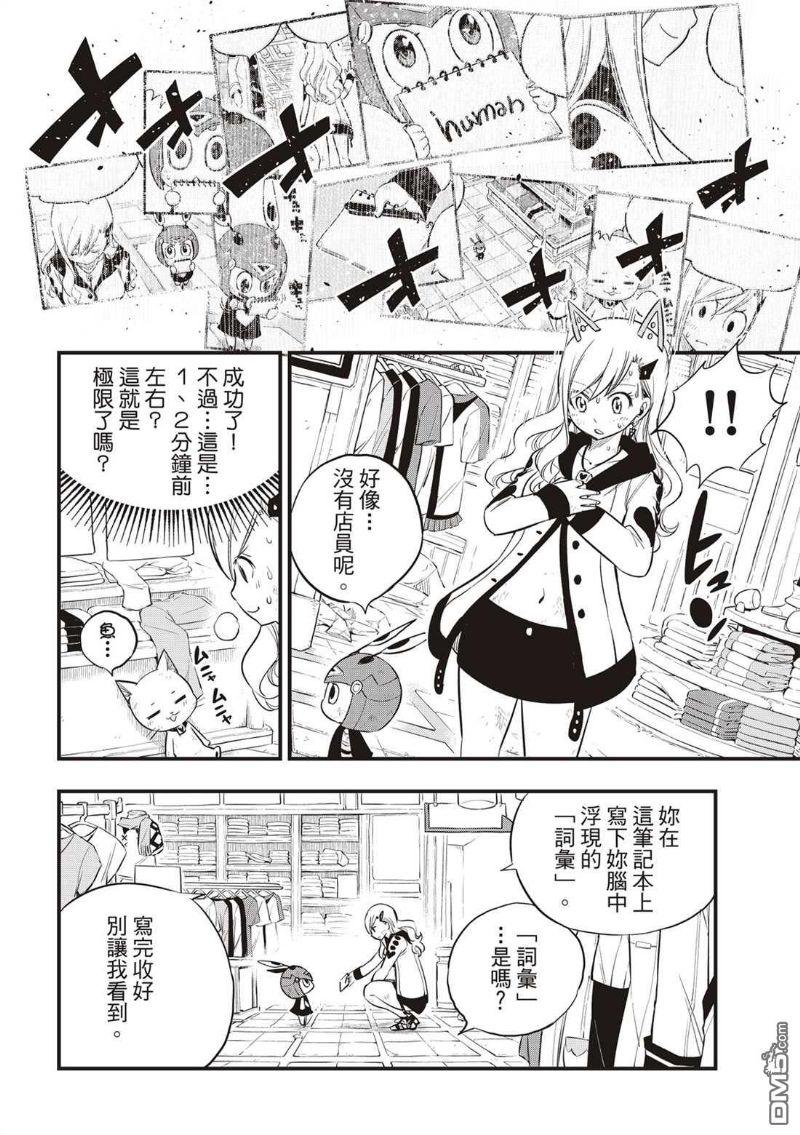 human
!!
好像…
沒有店員呢。
成功了！
不過…這是…
1、2分鐘前
左右？
這就是
極限了嗎？
魚…
ムニャ
ムニャ
妳在
這筆記本上
寫下妳腦中
浮現的
「詞彙」。
「詞彙」
…是嗎？
寫完收好
別讓我看到。
DM5.com